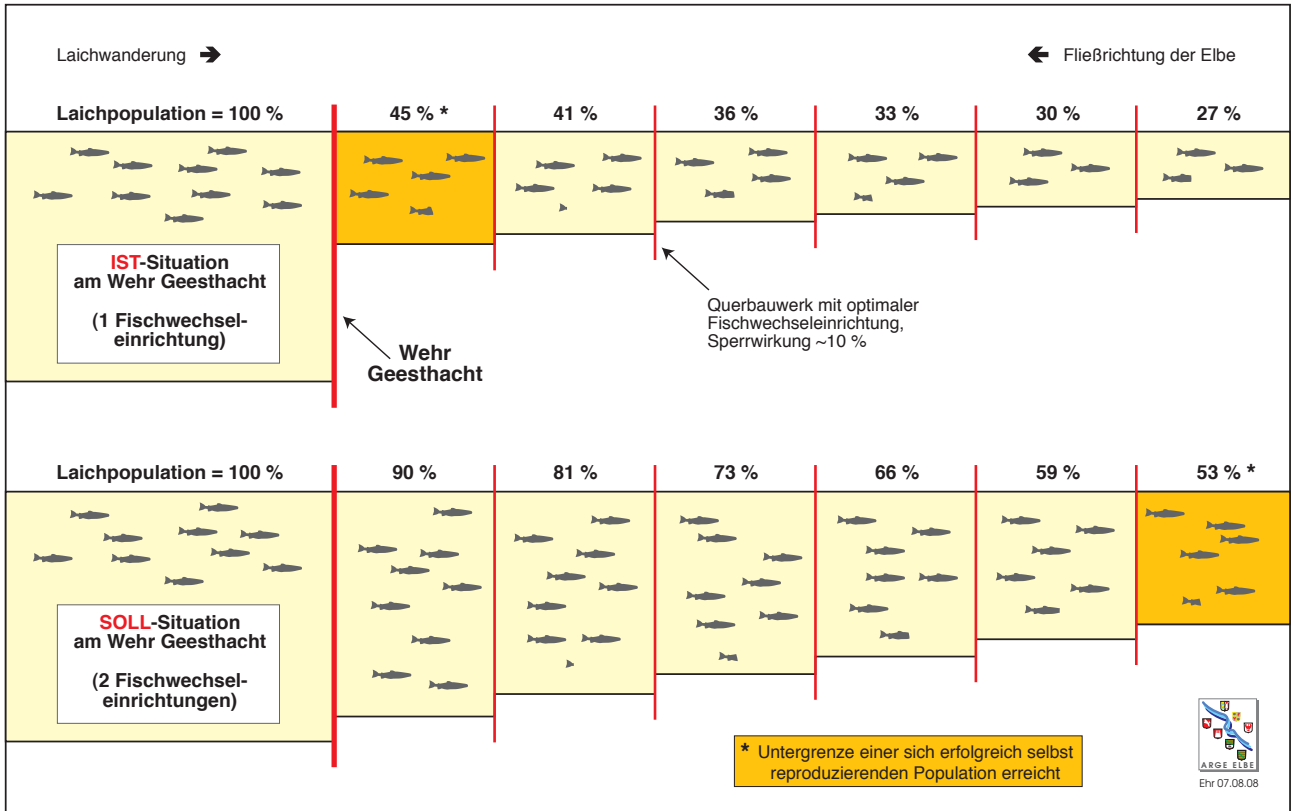 Laichwanderung
Fließrichtung der Elbe
Laichpopulation = 100 %
45 % *
41 %
36 %
33 %
30 %
27 %
IST-Situation
am Wehr Geesthacht
(1 Fischwechsel-
einrichtung)
Wehr
Geesthacht
Querbauwerk mit optimaler
Fischwechseleinrichtung,
Sperrwirkung ~10 %
Laichpopulation = 100 %
90 %
81 %
73 %
66 %
59 %
53 % *
SOLL-Situation
am Wehr Geesthacht
(2 Fischwechsel-
einrichtungen)
* Untergrenze einer sich erfolgreich selbst
reproduzierenden Population erreicht
ARGE ELBE
Ehr 07.08.08